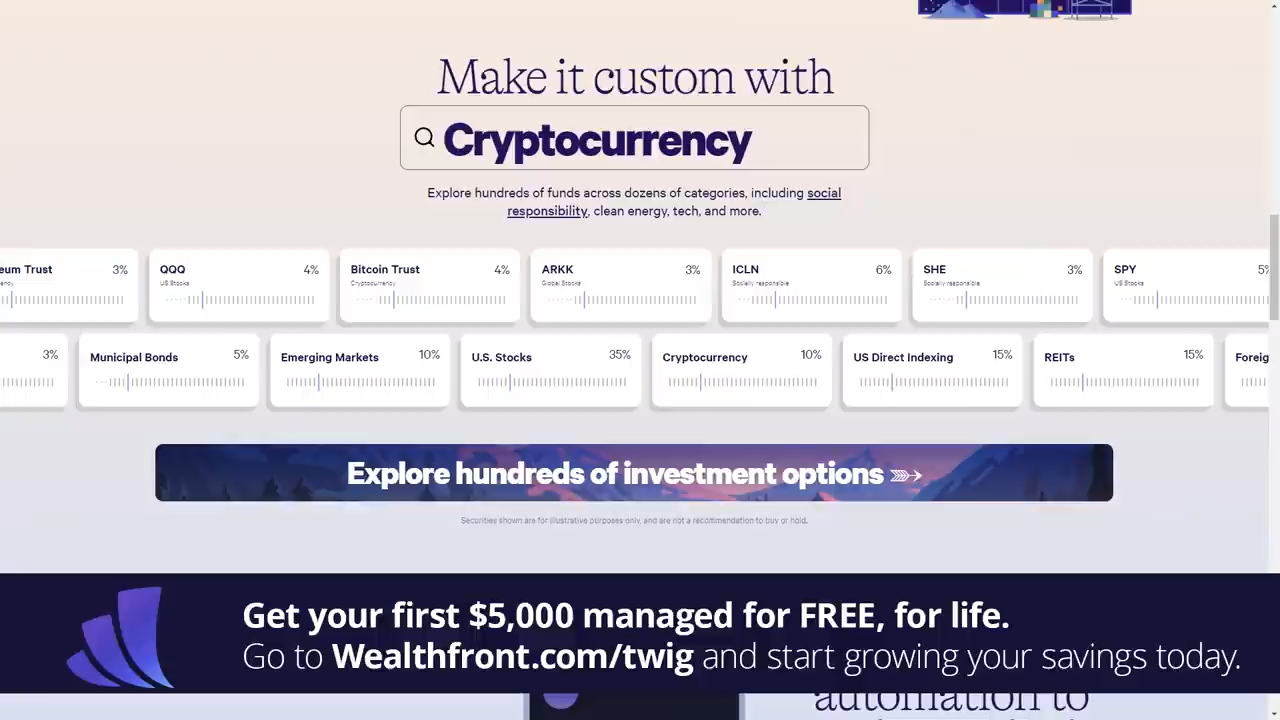 Make it custom with
Cryptocurrency
Explore hundreds of funds across dozens of categories, including social
responsibility, clean energy, tech, and more.
eum Trust 3% QQQ 4% Bitcoin Trust 4% ARKK 3% ICLN 6% SHE 3% SPY 5%
ency US Stocks Cryptocurrency Global Stocks Socially responsible Socially responsible US Stocks
3% Municipal Bonds 5% Emerging Markets 10% U.S. Stocks 35% Cryptocurrency 10% US Direct Indexing 15% REITs 15% Foreig
Explore hundreds of investment options
Securities shown are for illustrative purposes only, and are not a recommendation to buy or hold.
Get your first $5,000 managed for FREE, for life.
Go to Wealthfront.com/twig and start growing your savings today.
automation to